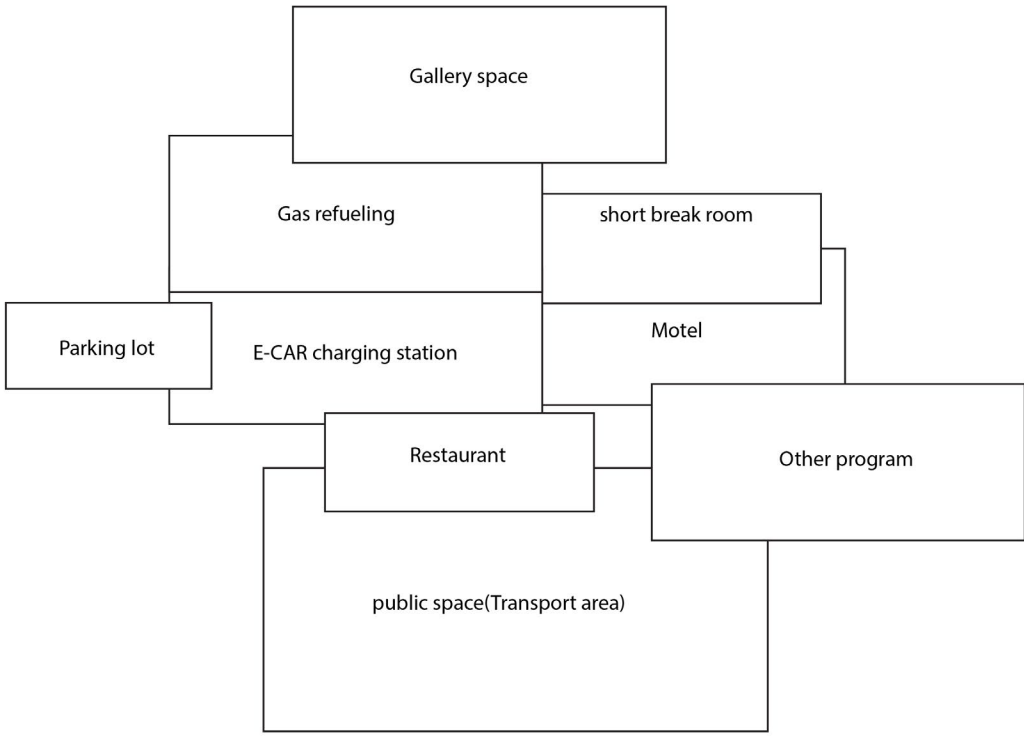 Gallery space
Gas refueling
short break room
Motel
Parking lot
E-CAR charging station
Restaurant
Other program
public space(Transport area)